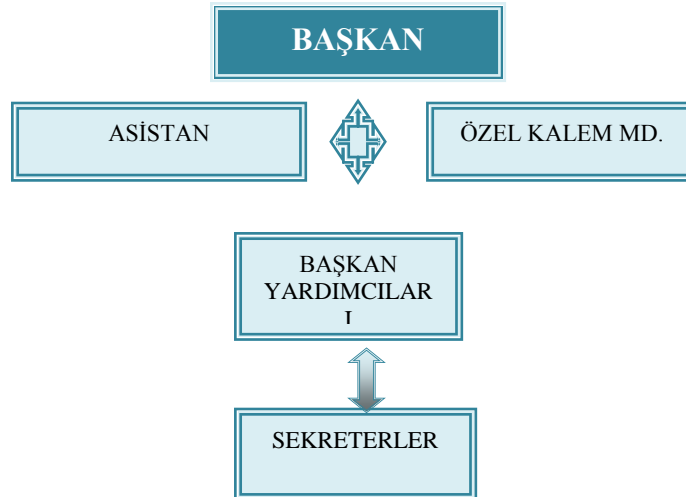 BAŞKAN
ASİSTAN
ÖZEL KALEM MD.
BAŞKAN
YARDIMCILAR
I
SEKRETERLER